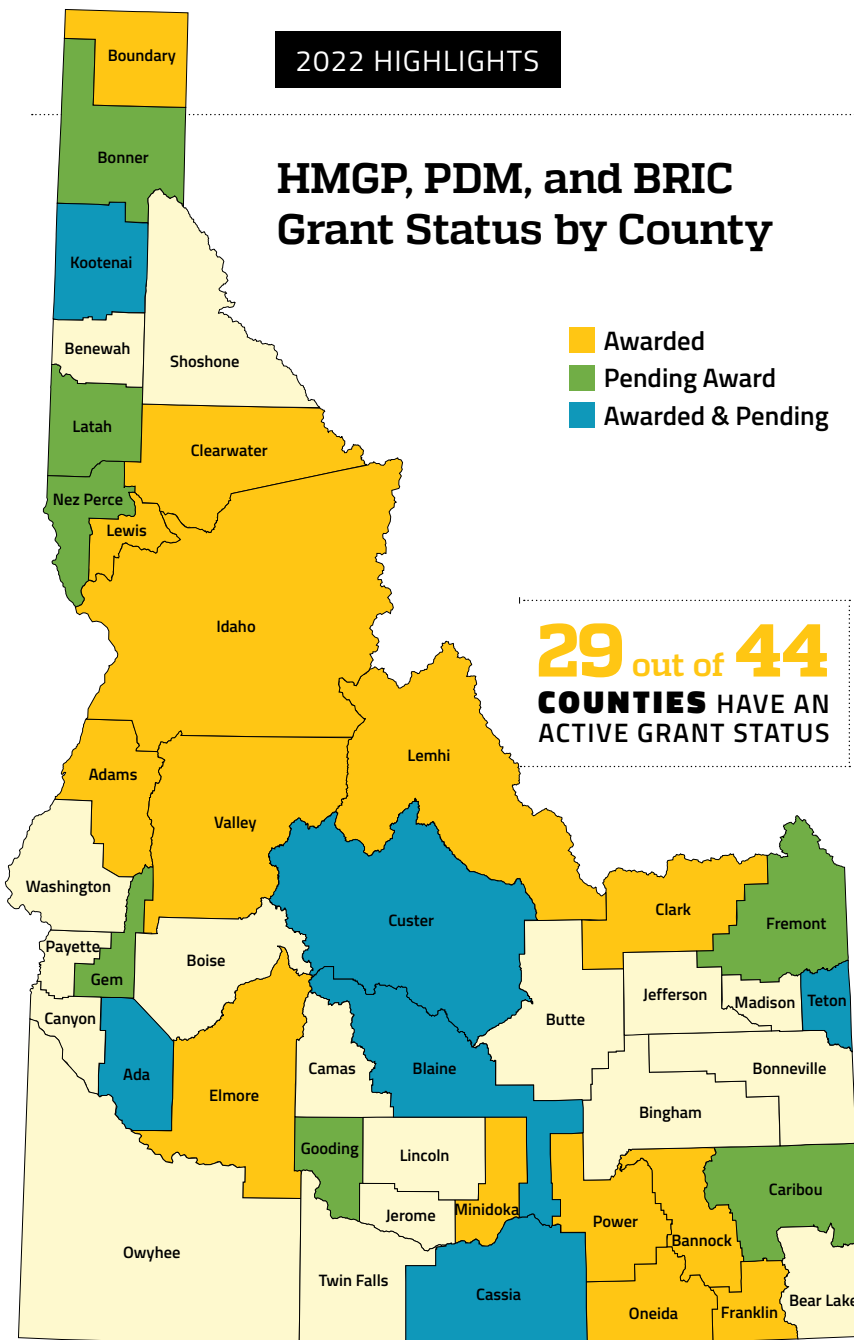 2022 HIGHLIGHTS
HMGP, PDM, and BRIC
Grant Status by County
Awarded
Pending Award
Awarded & Pending
29 out of 44
COUNTIES HAVE AN
ACTIVE GRANT STATUS
Boundary
Bonner
Kootenai
Benewah
Shoshone
Latah
Clearwater
Nez Perce
Lewis
Idaho
Lemhi
Adams
Valley
Washington
Custer
Clark
Fremont
Payette
Gem
Boise
Jefferson
Madison
Teton
Canyon
Butte
Ada
Camas
Blaine
Bonneville
Elmore
Bingham
Gooding
Lincoln
Caribou
Minidoka
Jerome
Power
Bannock
Owyhee
Twin Falls
Cassia
Oneida
Franklin
Bear Lake